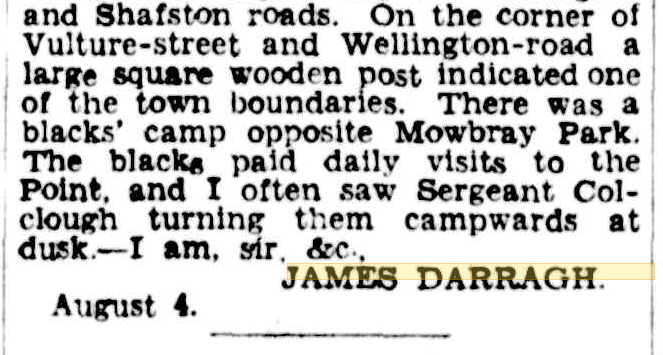 and Shafston roads. On the corner of
Vulture-street and Wellington-road a
large square wooden post indicated one
of the town boundaries. There was a
blacks' camp opposite Mowbray Park.
The blacks paid daily visits to the
Point, and I often saw Sergeant Col-
clough turning them campwards at
dusk.—I am, sir, &c.,
JAMES DARRAGH.
August 4.